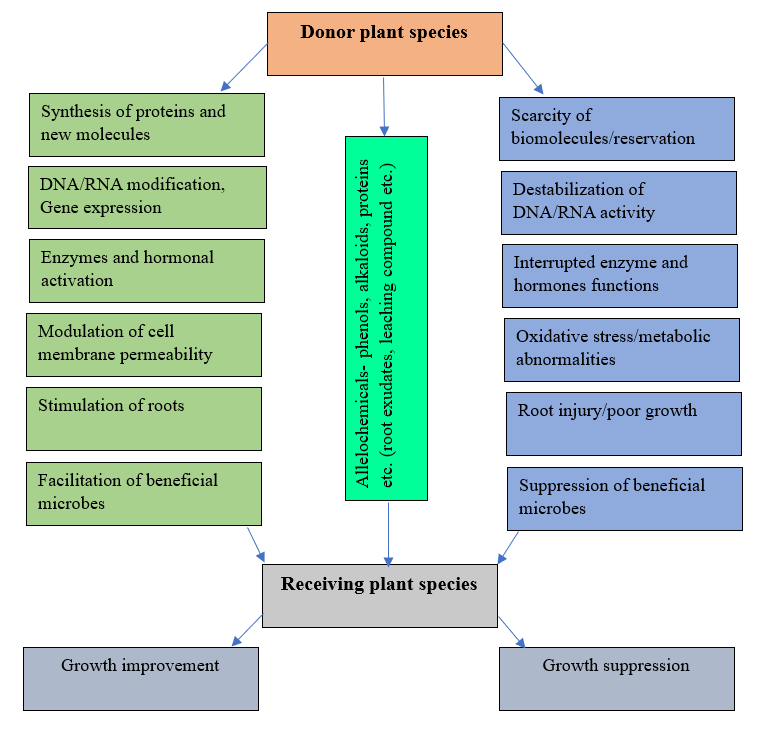 Donor plant species
Synthesis of proteins and
new molecules
DNA/RNA modification,
Gene expression
Enzymes and hormonal
activation
Modulation of cell
membrane permeability
Stimulation of roots
Facilitation of beneficial
microbes
Allelochemicals- phenols, alkaloids, proteins
etc. (root exudates, leaching compound etc.)
Scarcity of
biomolecules/reservation
Destabilization of
DNA/RNA activity
Interrupted enzyme and
hormones functions
Oxidative stress/metabolic
abnormalities
Root injury/poor growth
Suppression of beneficial
microbes
Receiving plant species
Growth improvement
Growth suppression